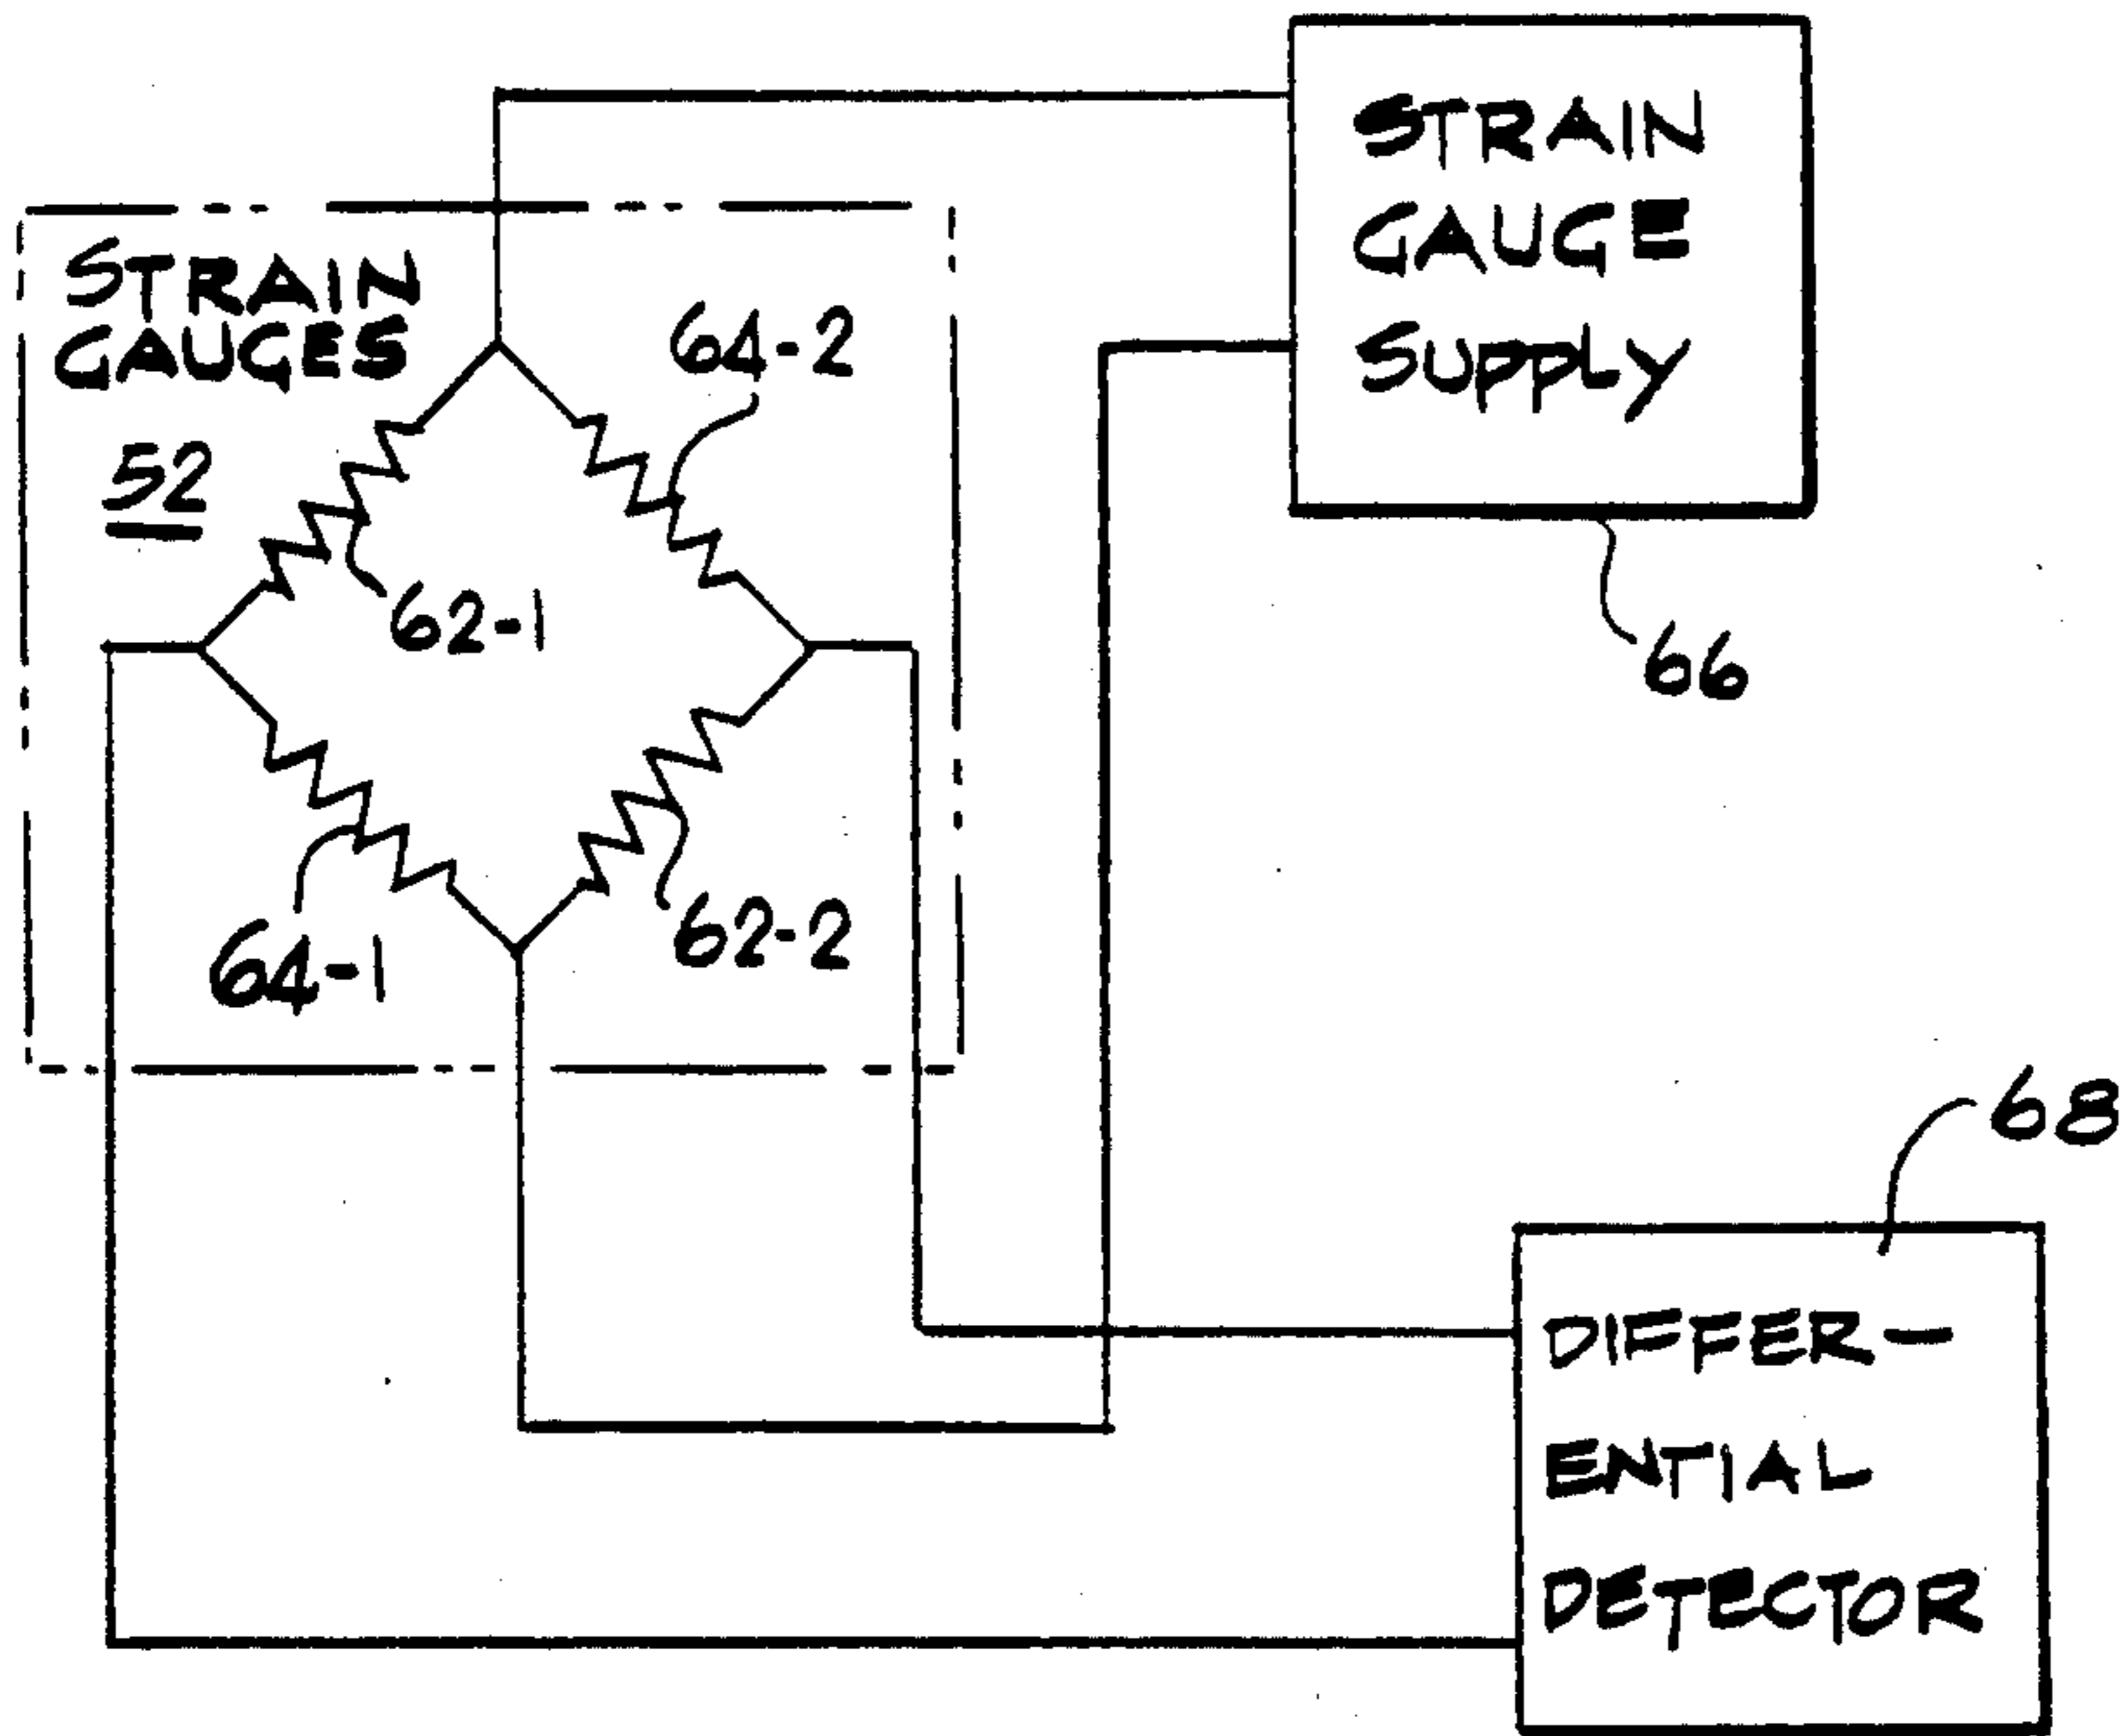 STRAIN
GAUGE
SUPPLY
66
STRAIN
GAUGES
52
64-2
62-1
64-1
62-2
68
DIFFER-
ENTIAL
DETECTOR